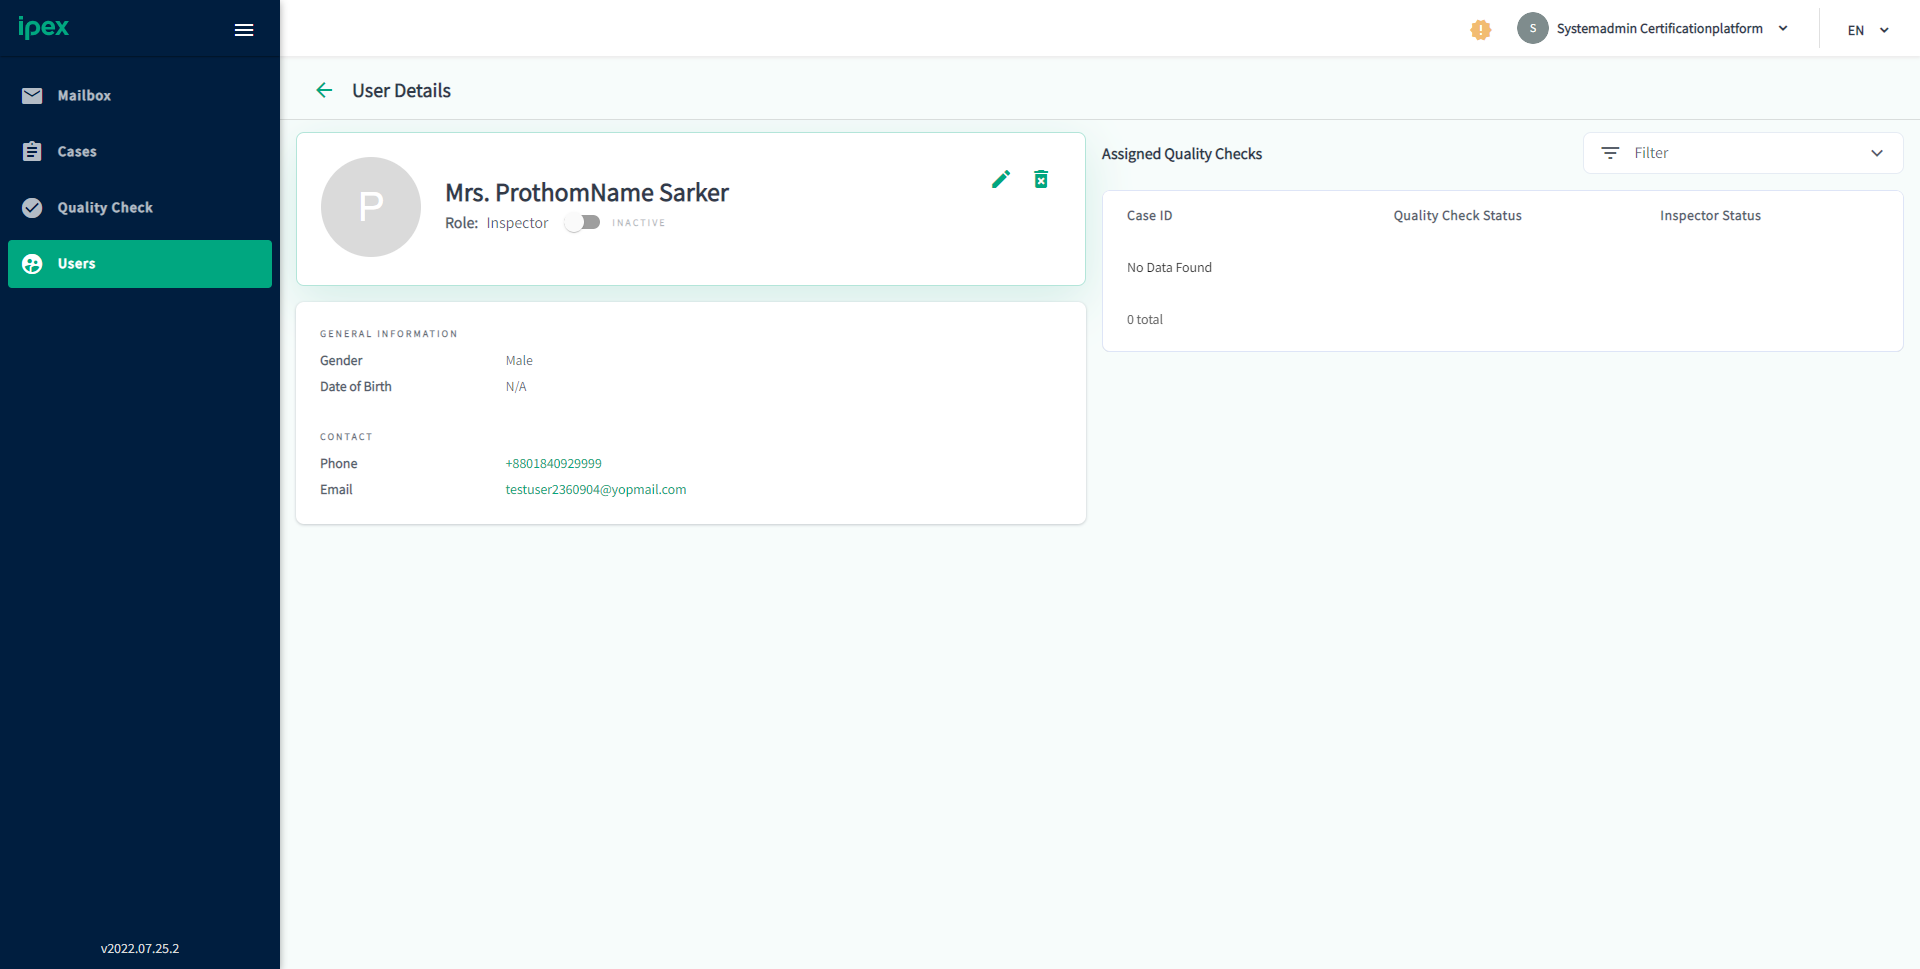 ipex
Mailbox
Cases
Quality Check
Users
v2022.07.25.2
S
Systemadmin Certificationplatform
EN
User Details
P
Mrs. ProthomName Sarker
Role: Inspector INACTIVE
GENERAL INFORMATION
Gender Male
Date of Birth N/A
CONTACT
Phone +8801840929999
Email testuser2360904@yopmail.com
Assigned Quality Checks
Filter
Case ID Quality Check Status Inspector Status
No Data Found
0 total